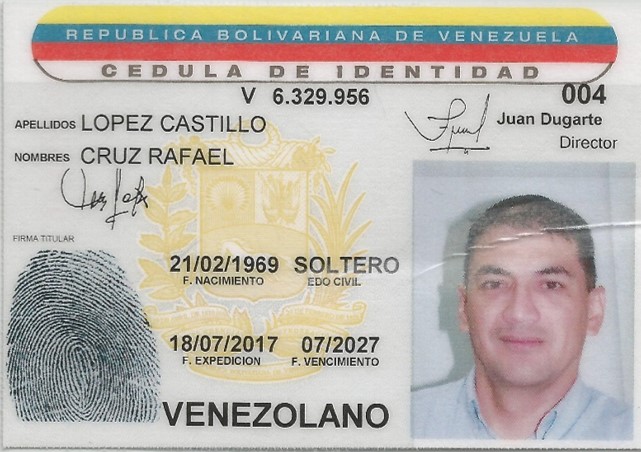 REPUBLICA BOLIVARIANA DE VENEZUELA
CEDULA DE IDENTIDAD
V 6.329.956 004
APELLIDOS LOPEZ CASTILLO
Juan Dugarte
Director
NOMBRES CRUZ RAFAEL
FIRMA TITULAR
21/02/1969 SOLTERO
F. NACIMIENTO EDO CIVIL
18/07/2017 07/2027
F. EXPEDICION F. VENCIMIENTO
VENEZOLANO